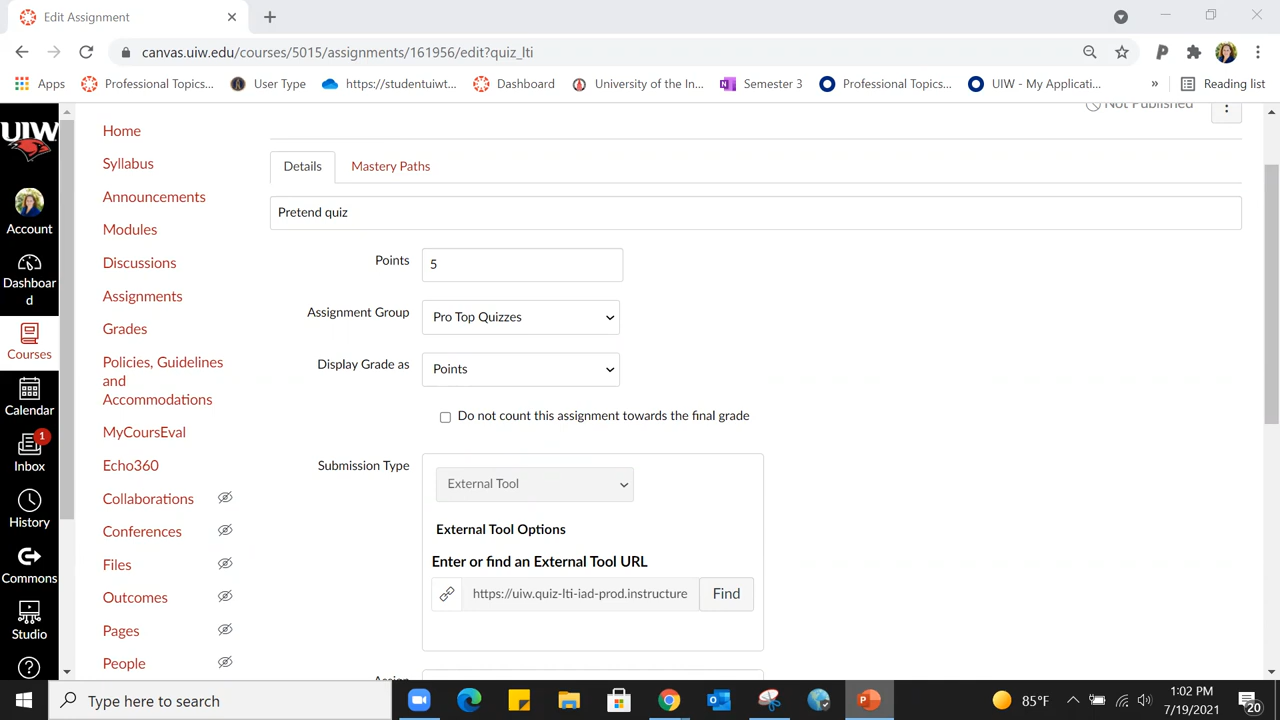 Edit Assignment
canvas.uiw.edu/courses/5015/assignments/161956/edit?quiz_lti
Apps
Professional Topics...
User Type
https://studentuiwt...
Dashboard
University of the In...
Semester 3
Professional Topics...
UIW - My Applicati...
»
Reading list
UIW
Account
Dashboar
d
Courses
Calendar
1
Inbox
History
Commons
Studio
Home
Syllabus
Announcements
Modules
Discussions
Assignments
Grades
Policies, Guidelines
and
Accommodations
MyCoursEval
Echo360
Collaborations
Conferences
Files
Outcomes
Pages
People
Not Published
Details
Mastery Paths
Pretend quiz
Points
5
Assignment Group
Pro Top Quizzes
Display Grade as
Points
Do not count this assignment towards the final grade
Submission Type
External Tool
External Tool Options
Enter or find an External Tool URL
https://uiw.quiz-lti-iad-prod.instructure
Find
Assign
Type here to search
85°F
1:02 PM
7/19/2021
20